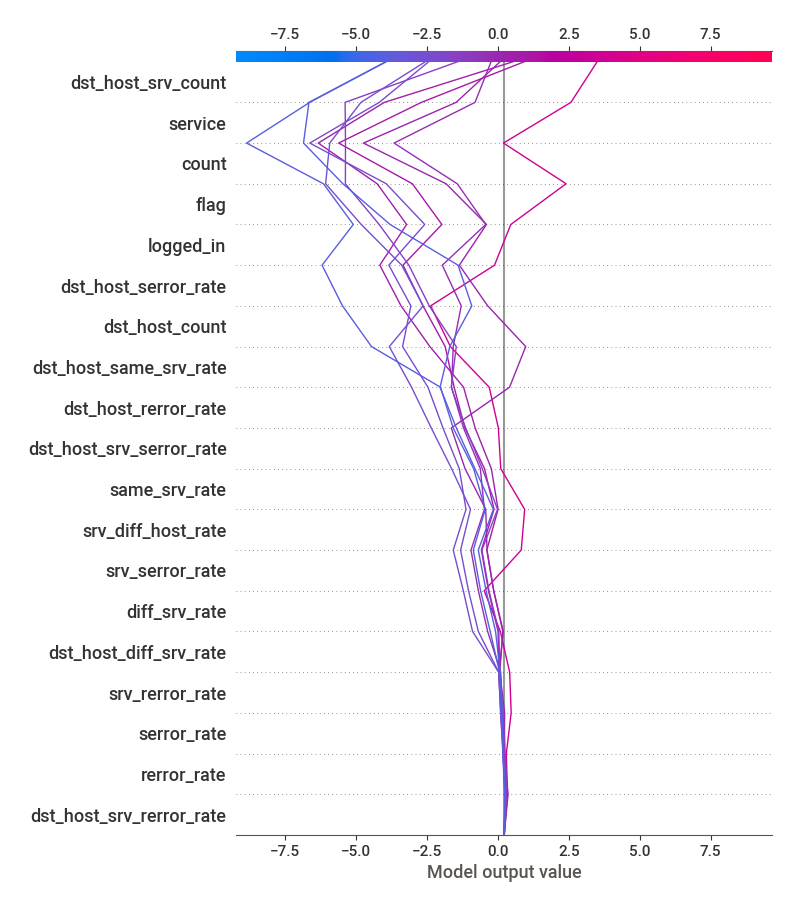 −7.5 −5.0 −2.5 0.0 2.5 5.0 7.5
dst_host_srv_count
service
count
flag
logged_in
dst_host_serror_rate
dst_host_count
dst_host_same_srv_rate
dst_host_rerror_rate
dst_host_srv_serror_rate
same_srv_rate
srv_diff_host_rate
srv_serror_rate
diff_srv_rate
dst_host_diff_srv_rate
srv_rerror_rate
serror_rate
rerror_rate
dst_host_srv_rerror_rate
−7.5 −5.0 −2.5 0.0 2.5 5.0 7.5
Model output value